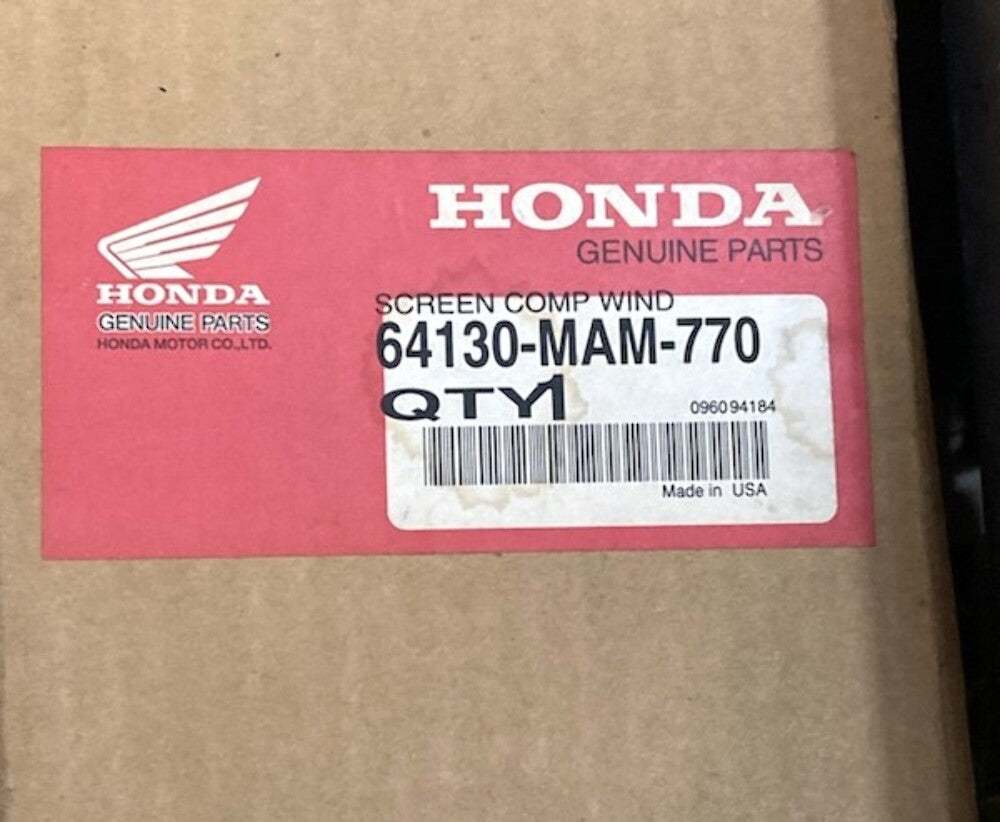 HONDA
GENUINE PARTS
HONDA MOTOR CO.,LTD.
HONDA
GENUINE PARTS
SCREEN COMP WIND
64130-MAM-770
QTY1
096094184
Made in USA